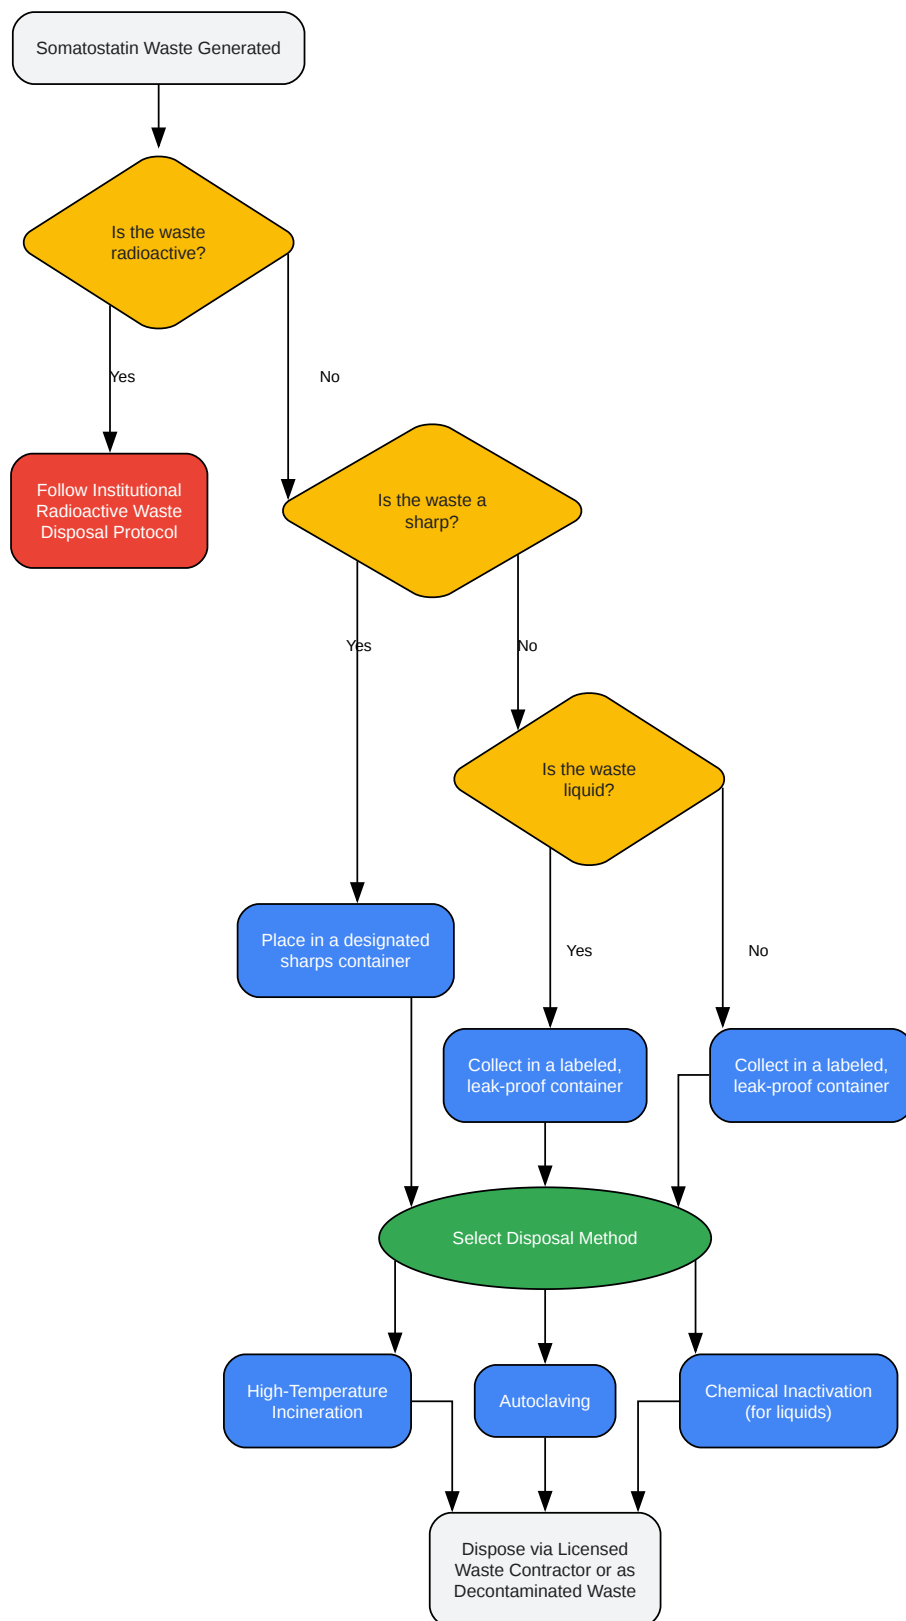 Somatostatin Waste Generated
Is the waste
radioactive?
Yes
No
Follow Institutional
Radioactive Waste
Disposal Protocol
Is the waste a
sharp?
Yes
No
Is the waste
liquid?
Place in a designated
sharps container
Yes
No
Collect in a labeled,
leak-proof container
Collect in a labeled,
leak-proof container
Select Disposal Method
High-Temperature
Incineration
Autoclaving
Chemical Inactivation
(for liquids)
Dispose via Licensed
Waste Contractor or as
Decontaminated Waste